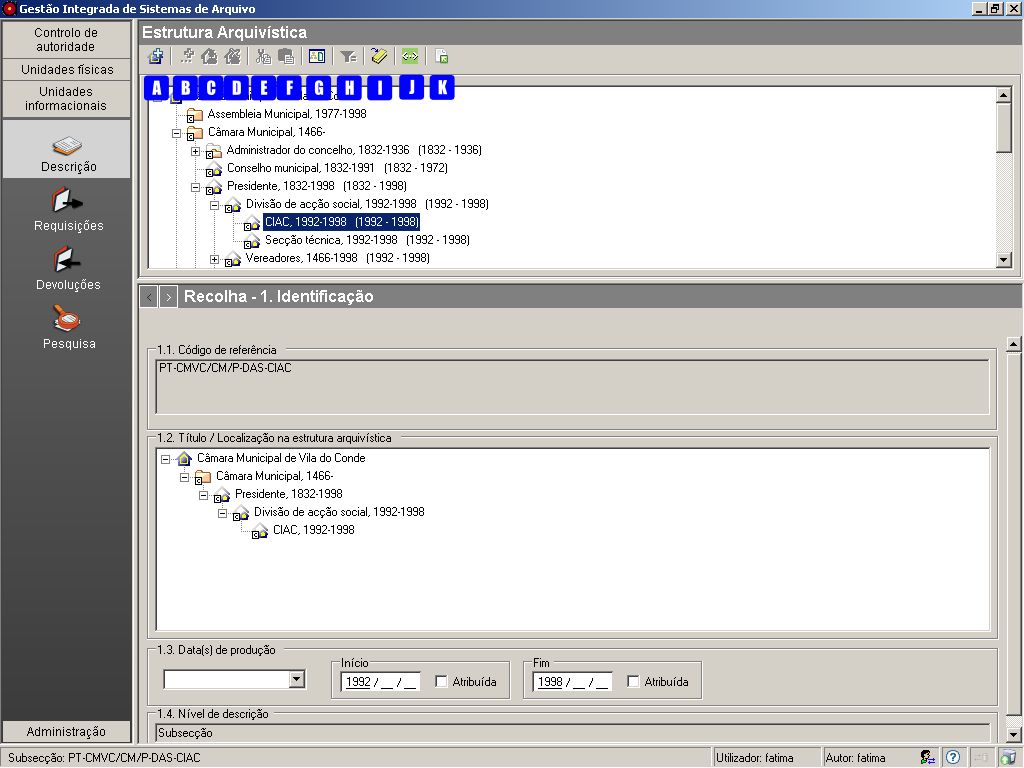 Gestão Integrada de Sistemas de Arquivo
Controlo de
autoridade
Unidades físicas
Unidades
informacionais
Descrição
Requisições
Devoluções
Pesquisa
Administração
Estrutura Arquivística
A B C D E F G H I J K
Assembleia Municipal, 1977-1998
Câmara Municipal, 1466-
Administrador do concelho, 1832-1936 (1832 - 1936)
Conselho municipal, 1832-1991 (1832 - 1972)
Presidente, 1832-1998 (1832 - 1998)
Divisão de acção social, 1992-1998 (1992 - 1998)
CIAC, 1992-1998 (1992 - 1998)
Secção técnica, 1992-1998 (1992 - 1998)
Vereadores, 1466-1998 (1992 - 1998)
< > Recolha - 1. Identificação
1.1. Código de referência
PT-CMVC/CM/P-DAS-CIAC
1.2. Título / Localização na estrutura arquivística
Câmara Municipal de Vila do Conde
Câmara Municipal, 1466-
Presidente, 1832-1998
Divisão de acção social, 1992-1998
CIAC, 1992-1998
1.3. Data(s) de produção
Início
1992 / __ / __ Atribuída
Fim
1998 / __ / __ Atribuída
1.4. Nível de descrição
Subsecção
Subsecção: PT-CMVC/CM/P-DAS-CIAC
Utilizador: fatima
Autor: fatima